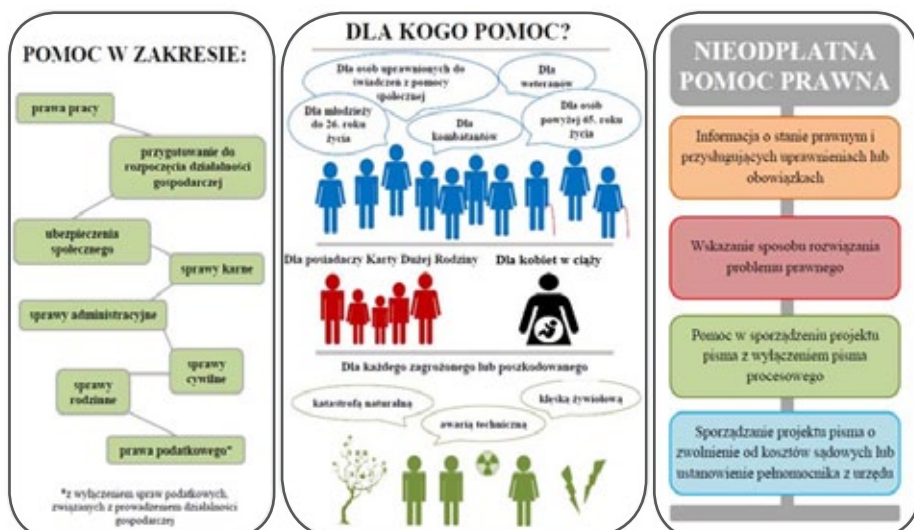 POMOC W ZAKRESIE:
prawa pracy
przygotowanie do
rozpoczęcia działalności
gospodarczej
ubezpieczenia
społecznego
sprawy karne
sprawy administracyjne
sprawy
cywilne
sprawy
rodzinne
prawa podatkowego*
*z wyłączeniem spraw podatkowych,
związanych z prowadzeniem działalności
gospodarczej
DLA KOGO POMOC?
Dla osób uprawnionych do
świadczeń z pomocy
społecznej
Dla
weteranów
Dla młodzieży
do 26. roku
życia
Dla
kombatantów
Dla osób
powyżej 65. roku
życia
Dla posiadaczy Karty Dużej Rodziny
Dla kobiet w ciąży
Dla każdego zagrożonego lub poszkodowanego
katastrofą naturalną
awarią techniczną
klęską żywiołową
NIEODPŁATNA
POMOC PRAWNA
Informacja o stanie prawnym i
przysługujących uprawnieniach lub
obowiązkach
Wskazanie sposobu rozwiązania
problemu prawnego
Pomoc w sporządzeniu projektu
pisma z wyłączeniem pisma
procesowego
Sporządzanie projektu pisma o
zwolnienie od kosztów sądowych lub
ustanowienie pełnomocnika z urzędu